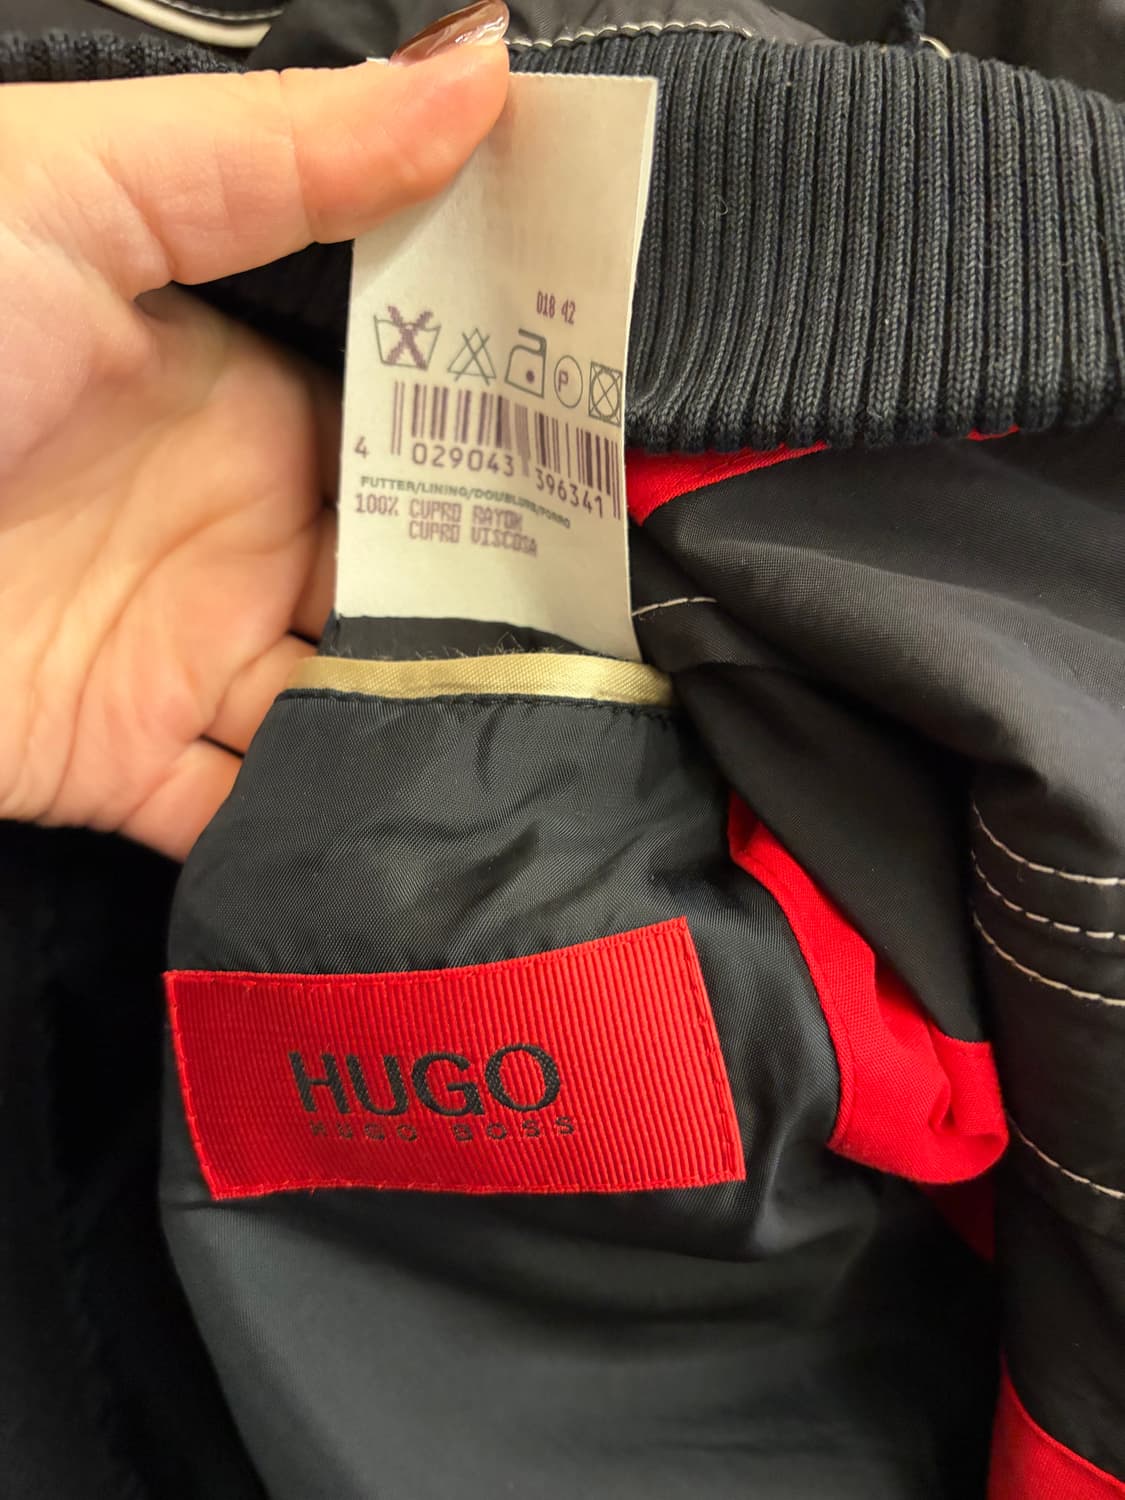 018 42
P
4 029043 396341
FUTTER/LINING/DOUBLURE/FORRO
100% CUPRO RAYON
CUPRO VISCOSA
HUGO
HUGO BOSS